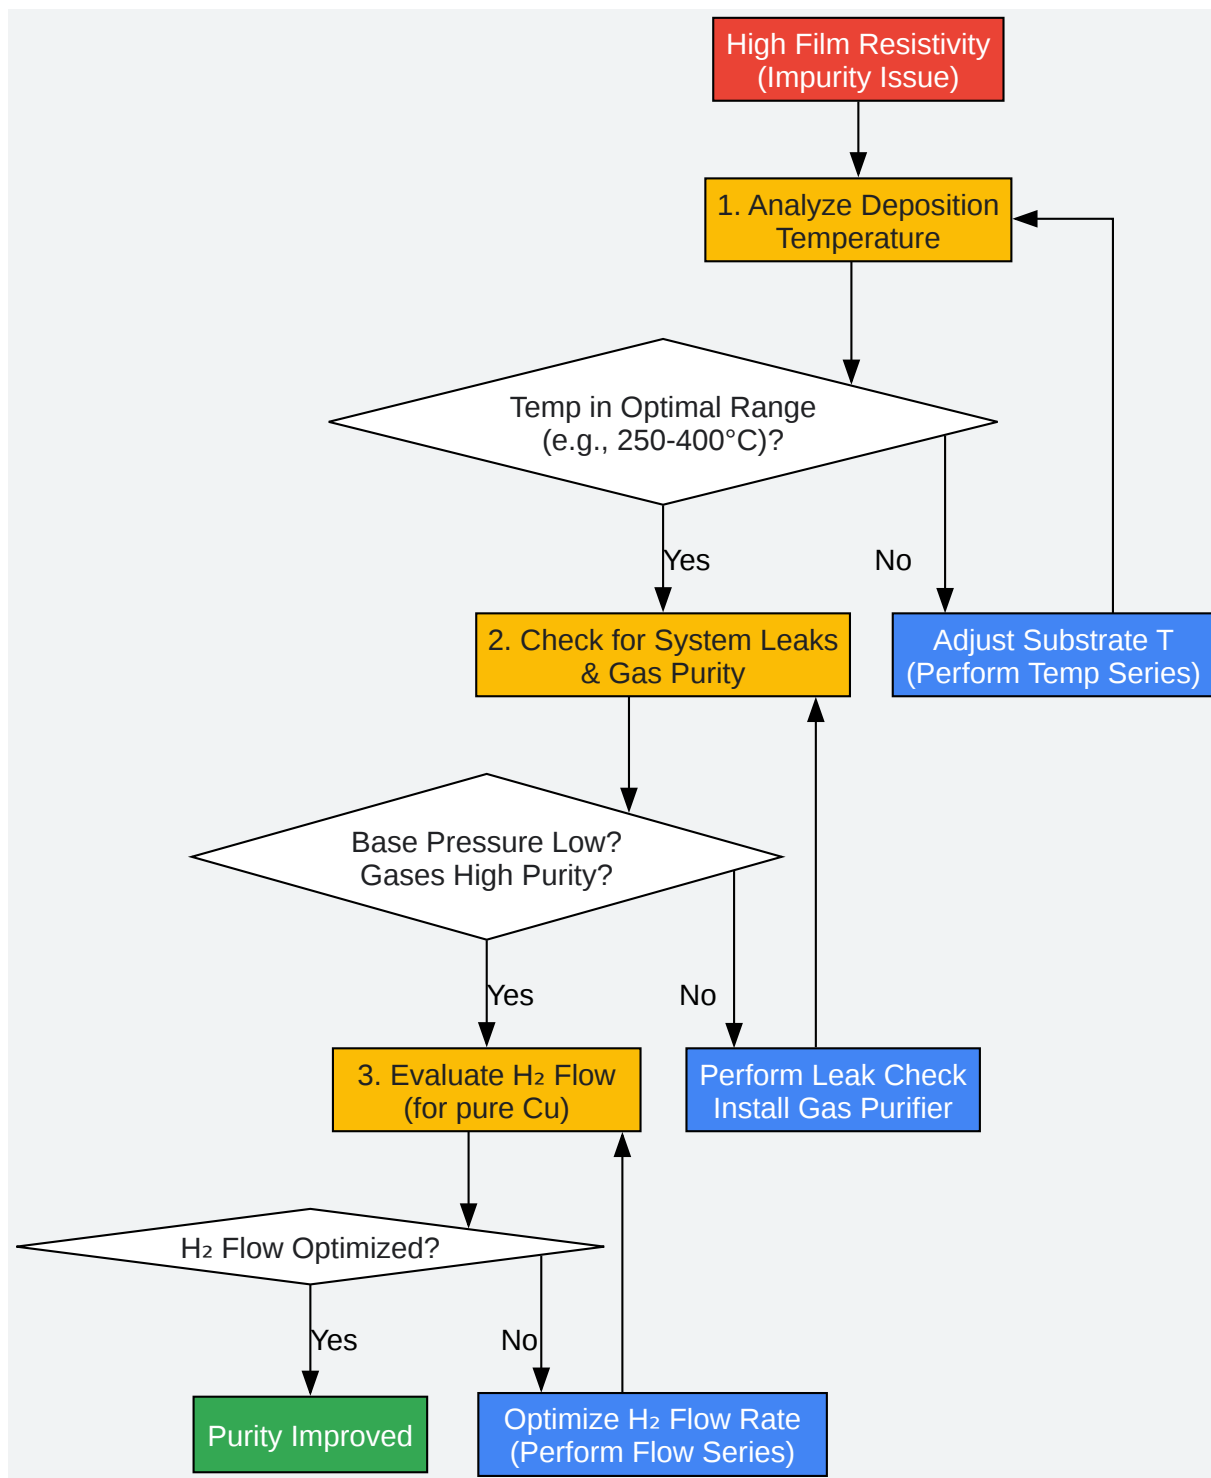 High Film Resistivity
(Impurity Issue)
1. Analyze Deposition
Temperature
Temp in Optimal Range
(e.g., 250-400°C)?
Yes
No
2. Check for System Leaks
& Gas Purity
Adjust Substrate T
(Perform Temp Series)
Base Pressure Low?
Gases High Purity?
Yes
No
3. Evaluate H₂ Flow
(for pure Cu)
Perform Leak Check
Install Gas Purifier
H₂ Flow Optimized?
Yes
No
Purity Improved
Optimize H₂ Flow Rate
(Perform Flow Series)